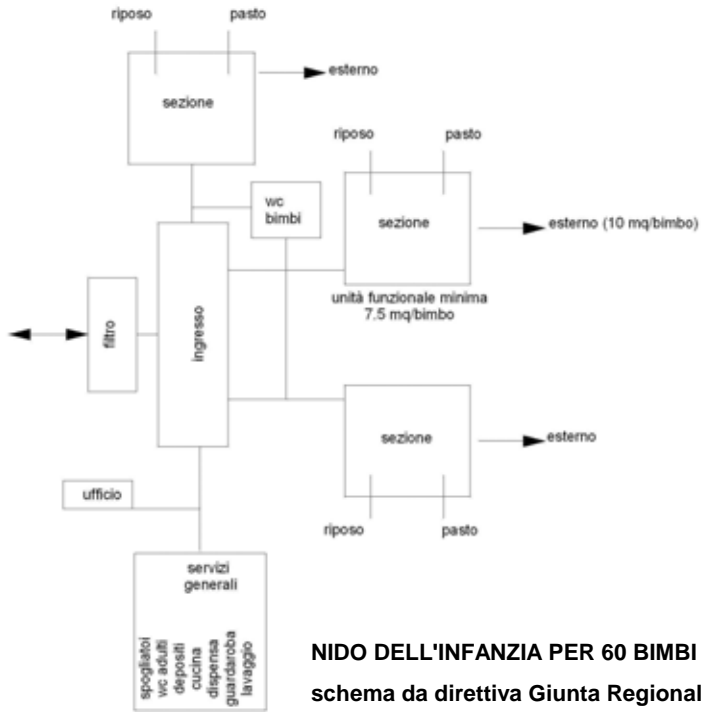 riposo pasto
esterno
sezione
riposo pasto
wc
bimbi
sezione
esterno (10 mq/bimbo)
unità funzionale minima
7.5 mq/bimbo
filtro
ingresso
sezione
esterno
riposo pasto
ufficio
servizi
generali
spogliatoi
wc adulti
depositi
cucina
dispensa
guardaroba
lavaggio
NIDO DELL'INFANZIA PER 60 BIMBI
schema da direttiva Giunta Regional